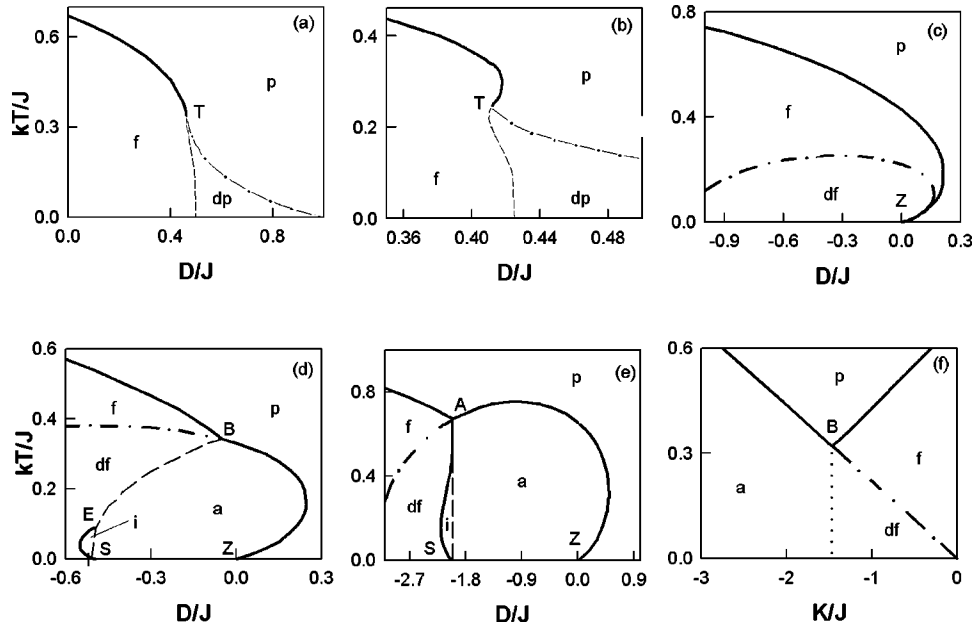 (a)
kT/J
0.6
0.3
0.0
p
T
f
dp
0.0 0.4 0.8
D/J
(b)
0.4
0.2
0.0
p
T
f
dp
0.36 0.40 0.44 0.48
D/J
(c)
0.8
0.4
0.0
p
f
df
Z
-0.9 -0.6 -0.3 0.0 0.3
D/J
(d)
kT/J
0.6
0.4
0.2
0.0
p
f
B
df
a
E
i
S
Z
-0.6 -0.3 0.0 0.3
D/J
(e)
0.8
0.4
0.0
p
A
f
a
df
i
S
Z
-2.7 -1.8 -0.9 0.0 0.9
D/J
(f)
0.6
0.3
0.0
p
B
f
a
df
-3 -2 -1 0
K/J